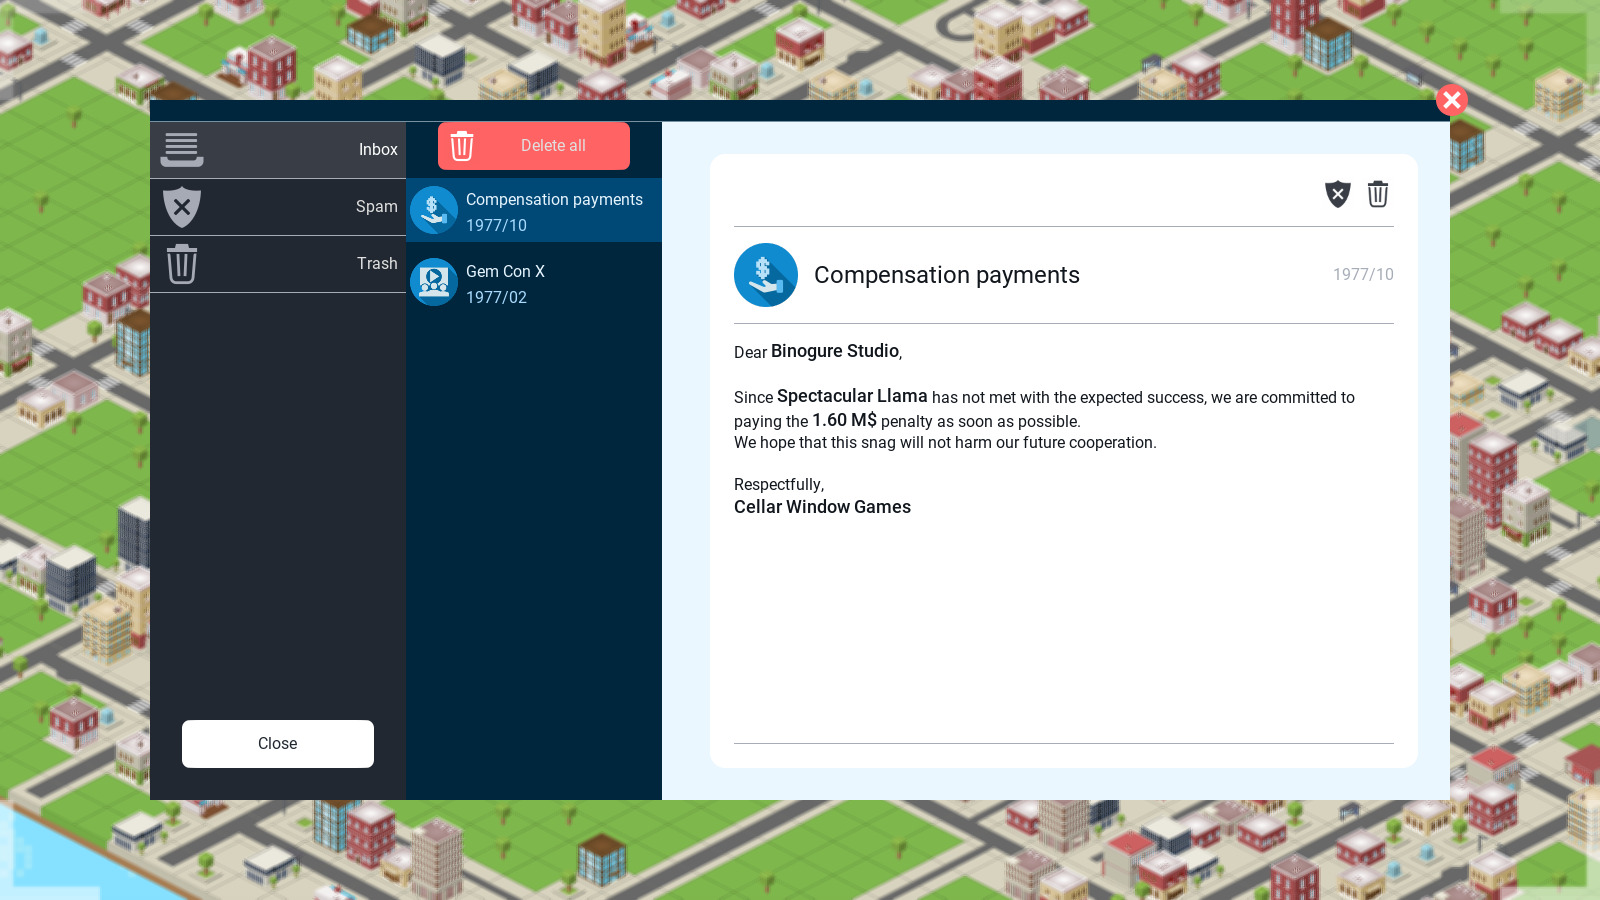 Inbox
Spam
Trash
Close
Delete all
Compensation payments
1977/10
Gem Con X
1977/02
Compensation payments
1977/10
Dear Binogure Studio,
Since Spectacular Llama has not met with the expected success, we are committed to
paying the 1.60 M$ penalty as soon as possible.
We hope that this snag will not harm our future cooperation.
Respectfully,
Cellar Window Games